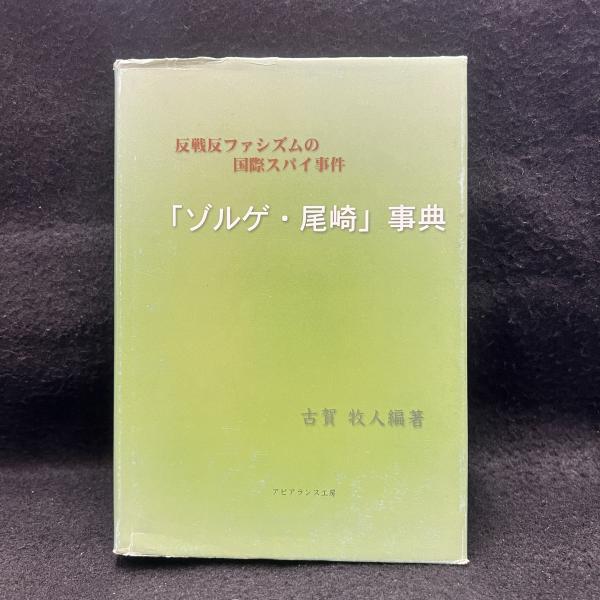 反戦反ファシズムの
国際スパイ事件
「ゾルゲ・尾崎」事典
古賀 牧人編著
アピアランス工房